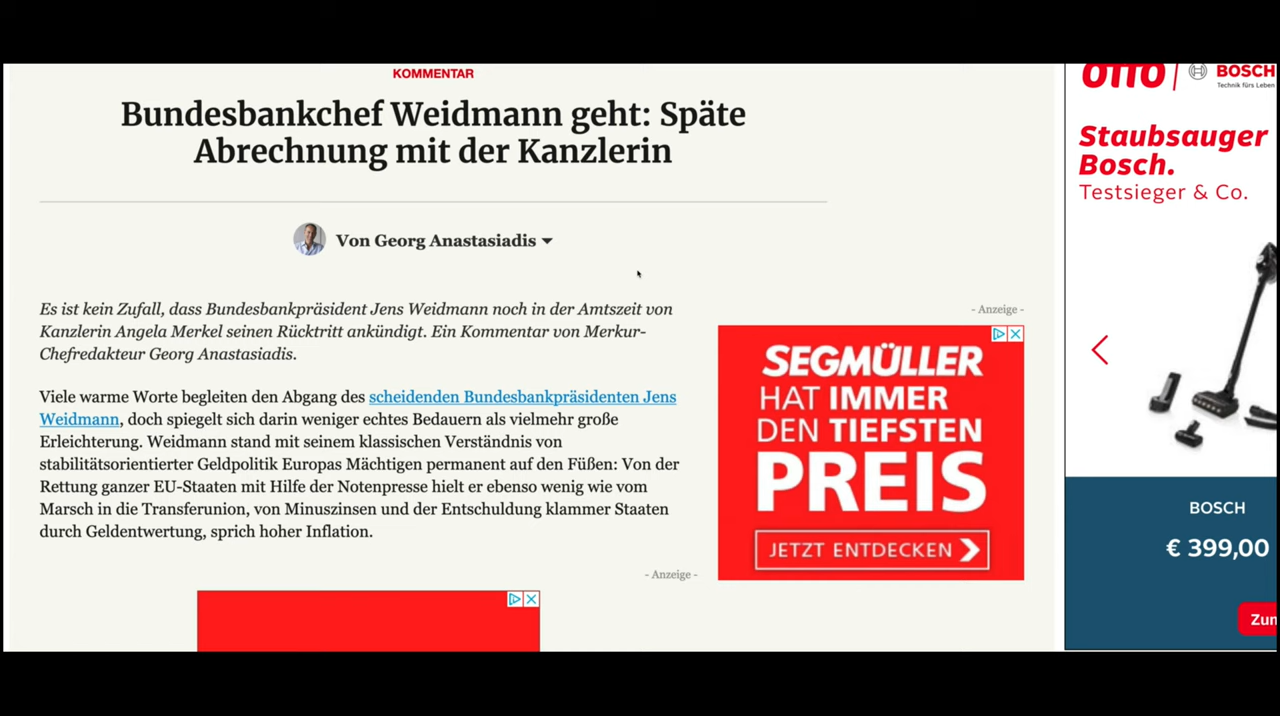 KOMMENTAR
Bundesbankchef Weidmann geht: Späte
Abrechnung mit der Kanzlerin
Von Georg Anastasiadis
Es ist kein Zufall, dass Bundesbankpräsident Jens Weidmann noch in der Amtszeit von
Kanzlerin Angela Merkel seinen Rücktritt ankündigt. Ein Kommentar von Merkur-
Chefredakteur Georg Anastasiadis.
Viele warme Worte begleiten den Abgang des scheidenden Bundesbankpräsidenten Jens
Weidmann, doch spiegelt sich darin weniger echtes Bedauern als vielmehr große
Erleichterung. Weidmann stand mit seinem klassischen Verständnis von
stabilitätsorientierter Geldpolitik Europas Mächtigen permanent auf den Füßen: Von der
Rettung ganzer EU-Staaten mit Hilfe der Notenpresse hielt er ebenso wenig wie vom
Marsch in die Transferunion, von Minuszinsen und der Entschuldung klammer Staaten
durch Geldentwertung, sprich hoher Inflation.
- Anzeige -
- Anzeige -
SEGMÜLLER
HAT IMMER
DEN TIEFSTEN
PREIS
JETZT ENTDECKEN
OTTO
BOSCH
Technik fürs Leben
Staubsauger
Bosch.
Testsieger & Co.
BOSCH
€ 399,00
Zum